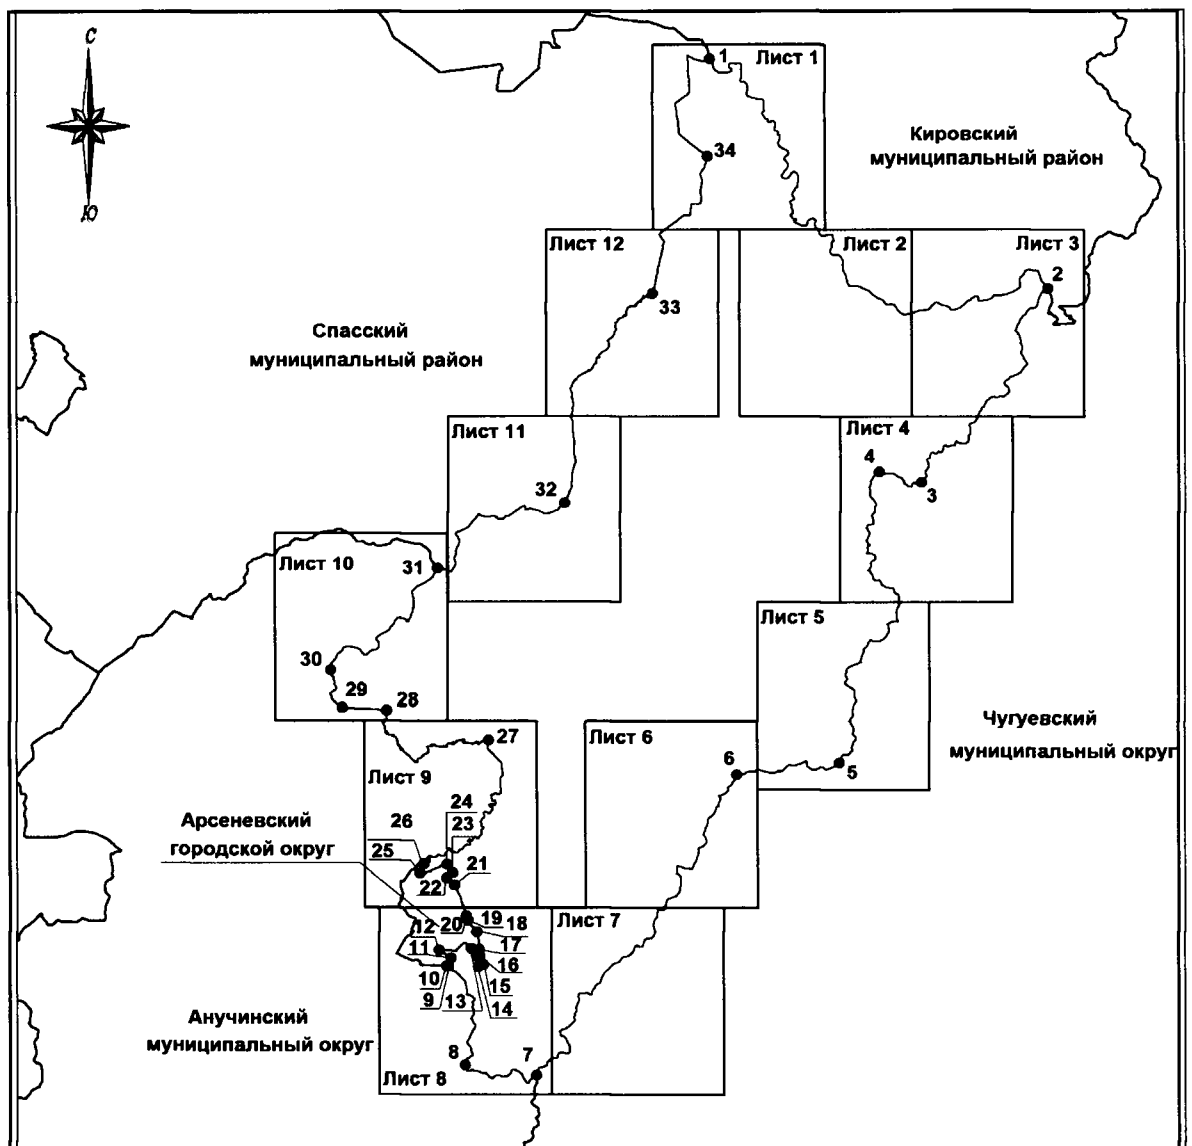 С
1
Лист 1
Кировский
муниципальный район
34
Ю
Лист 12
Лист 2
Лист 3
2
33
Спасский
муниципальный район
Лист 11
Лист 4
4
3
32
Лист 10
31
Лист 5
30
29
28
Чугуевский
муниципальный округ
27
Лист 6
6
5
Лист 9
24
23
Арсеневский
городской округ
26
25
22
21
19
20
18
Лист 7
12
11
17
16
10
15
9
13
14
Анучинский
муниципальный округ
8
7
Лист 8